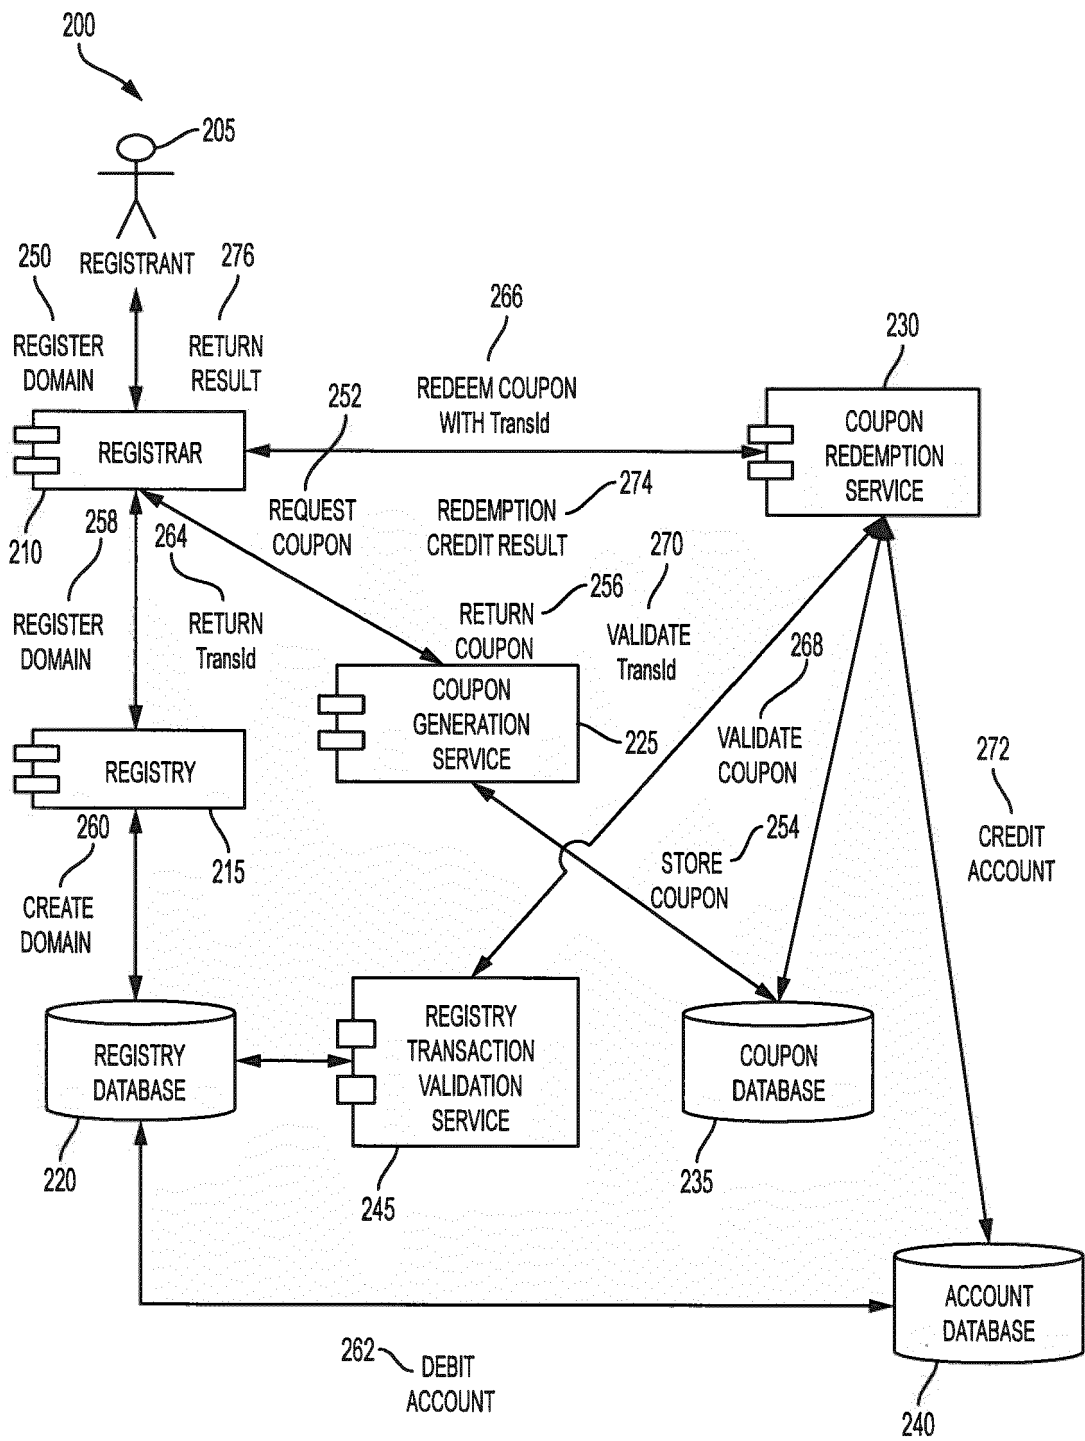 200
205
REGISTRANT
250
276
REGISTER
DOMAIN
RETURN
RESULT
266
REDEEM COUPON
WITH TransId
230
COUPON
REDEMPTION
SERVICE
REGISTRAR
210
252
REQUEST
COUPON
REDEMPTION
CREDIT RESULT
274
258
264
REGISTER
DOMAIN
RETURN
TransId
RETURN
COUPON
256
270
VALIDATE
TransId
268
VALIDATE
COUPON
COUPON
GENERATION
SERVICE
225
REGISTRY
215
272
CREDIT
ACCOUNT
260
CREATE
DOMAIN
STORE
COUPON
254
REGISTRY
DATABASE
220
REGISTRY
TRANSACTION
VALIDATION
SERVICE
245
COUPON
DATABASE
235
ACCOUNT
DATABASE
240
262
DEBIT
ACCOUNT